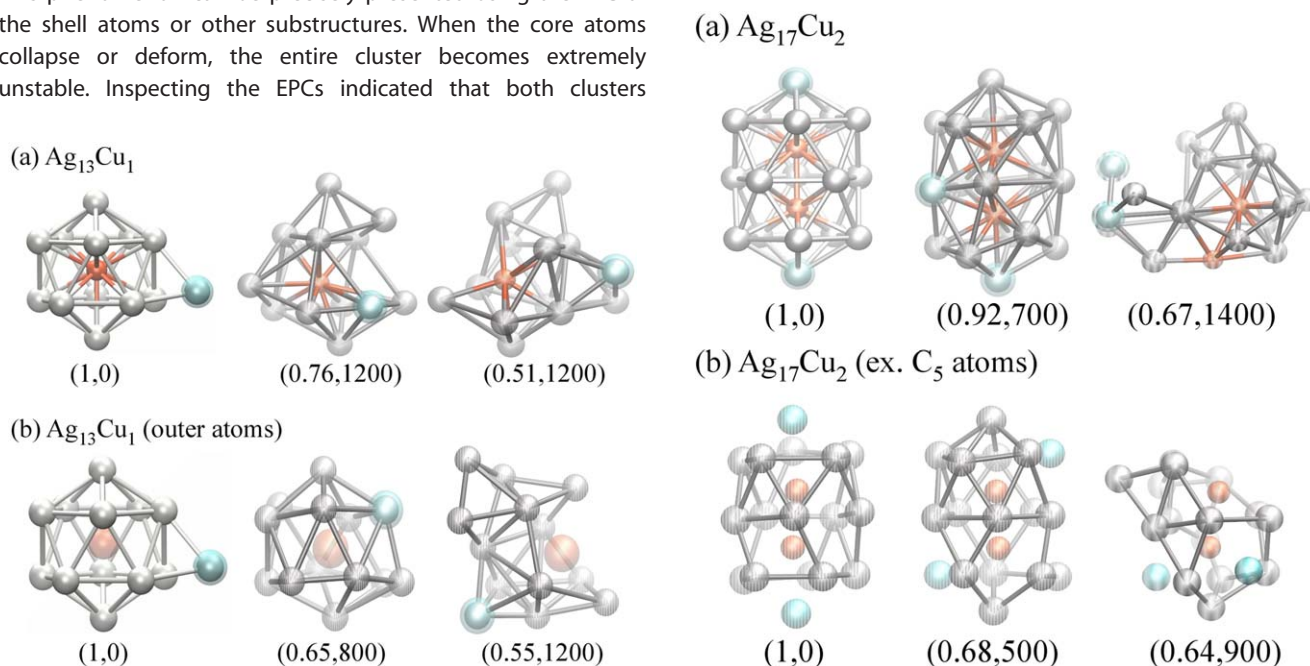 the shell atoms or other substructures. When the core atoms
collapse or deform, the entire cluster becomes extremely
unstable. Inspecting the EPCs indicated that both clusters
(a) Ag₁₃Cu₁
(1,0) (0.76,1200) (0.51,1200)
(b) Ag₁₃Cu₁ (outer atoms)
(1,0) (0.65,800) (0.55,1200)
(a) Ag₁₇Cu₂
(1,0) (0.92,700) (0.67,1400)
(b) Ag₁₇Cu₂ (ex. C₅ atoms)
(1,0) (0.68,500) (0.64,900)